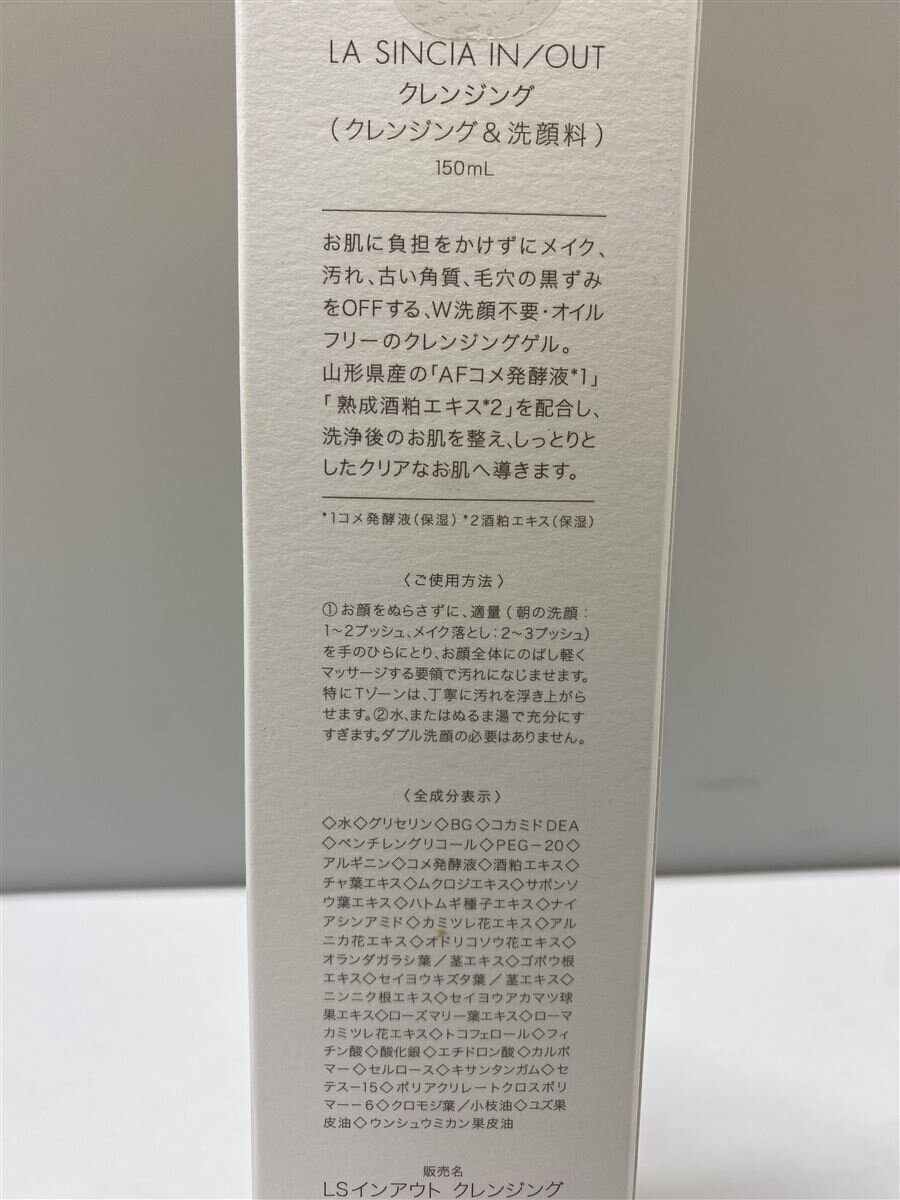 LA SINCIA IN/OUT
クレンジング
(クレンジング&洗顔料)
150mL
お肌に負担をかけずにメイク、
汚れ、古い角質、毛穴の黒ずみ
をOFFする、W洗顔不要・オイル
フリーのクレンジングゲル。
山形県産の「AFコメ発酵液*1」
「熟成酒粕エキス*2」を配合し、
洗浄後のお肌を整え、しっとりと
したクリアなお肌へ導きます。
*1コメ発酵液(保湿) *2酒粕エキス(保湿)
〈ご使用方法〉
①お顔をぬらさずに、適量(朝の洗顔:
1〜2プッシュ、メイク落とし:2〜3プッシュ)
を手のひらにとり、お顔全体にのばし軽く
マッサージする要領で汚れになじませます。
特にTゾーンは、丁寧に汚れを浮き上がら
せます。②水、またはぬるま湯で充分にす
すぎます。ダブル洗顔の必要はありません。
〈全成分表示〉
◇水◇グリセリン◇BG◇コカミドDEA
◇ペンチレングリコール◇PEG-20◇
アルギニン◇コメ発酵液◇酒粕エキス◇
チャ葉エキス◇ムクロジエキス◇サボンソ
ウ葉エキス◇ハトムギ種子エキス◇ナイ
アシンアミド◇カミツレ花エキス◇アル
ニカ花エキス◇オドリコソウ花エキス◇
オランダガラシ葉/茎エキス◇ゴボウ根
エキス◇セイヨウキズタ葉/茎エキス◇
ニンニク根エキス◇セイヨウアカマツ球
果エキス◇ローズマリー葉エキス◇ローマ
カミツレ花エキス◇トコフェロール◇フィ
チン酸◇酸化銀◇エチドロン酸◇カルボ
マー◇セルロース◇キサンタンガム◇セ
テス-15◇ポリアクリレートクロスポリ
マー-6◇クロモジ葉/小枝油◇ユズ果
皮油◇ウンシュウミカン果皮油
販売名
LSインアウト クレンジング